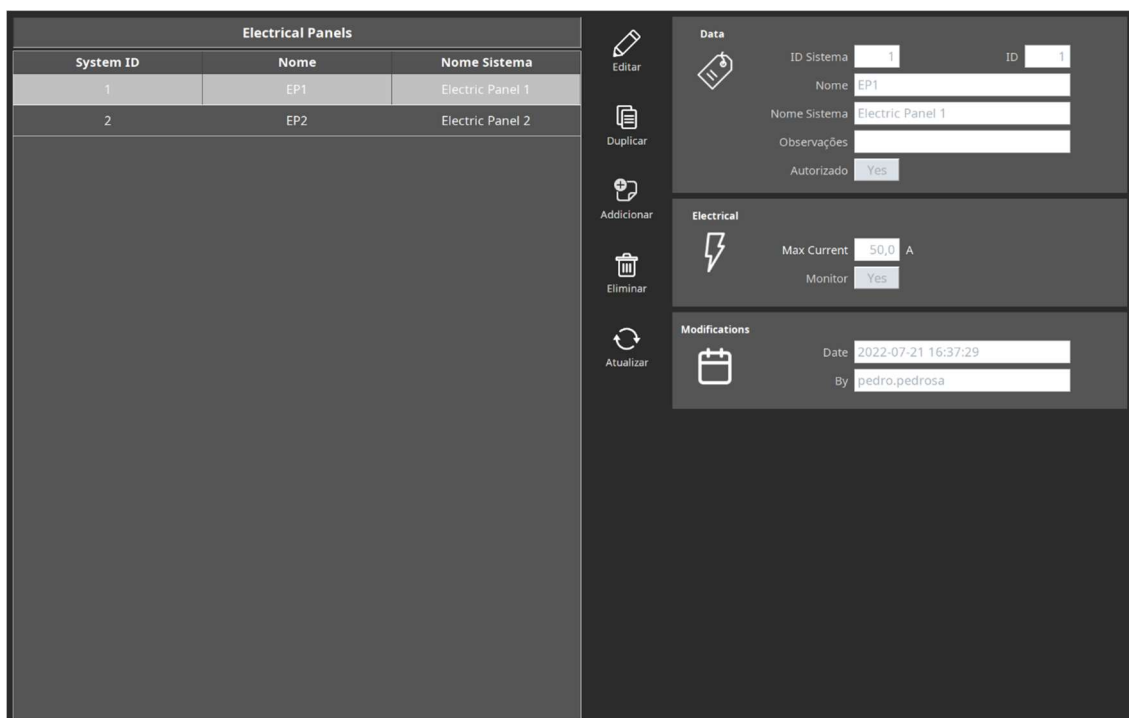 Electrical Panels
System ID Nome Nome Sistema
1 EP1 Electric Panel 1
2 EP2 Electric Panel 2
Editar
Duplicar
Addicionar
Eliminar
Atualizar
Data
ID Sistema 1 ID 1
Nome EP1
Nome Sistema Electric Panel 1
Observações
Autorizado Yes
Electrical
Max Current 50,0 A
Monitor Yes
Modifications
Date 2022-07-21 16:37:29
By pedro.pedrosa